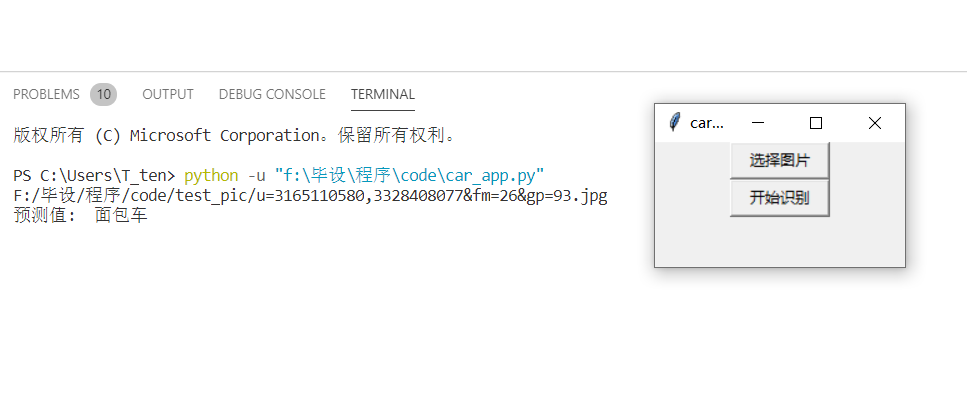 PROBLEMS 10 OUTPUT DEBUG CONSOLE TERMINAL
版权所有 (C) Microsoft Corporation。保留所有权利。
PS C:\Users\T_ten> python -u "f:\毕设\程序\code\car_app.py"
F:/毕设/程序/code/test_pic/u=3165110580,3328408077&fm=26&gp=93.jpg
预测值: 面包车
car...
选择图片
开始识别